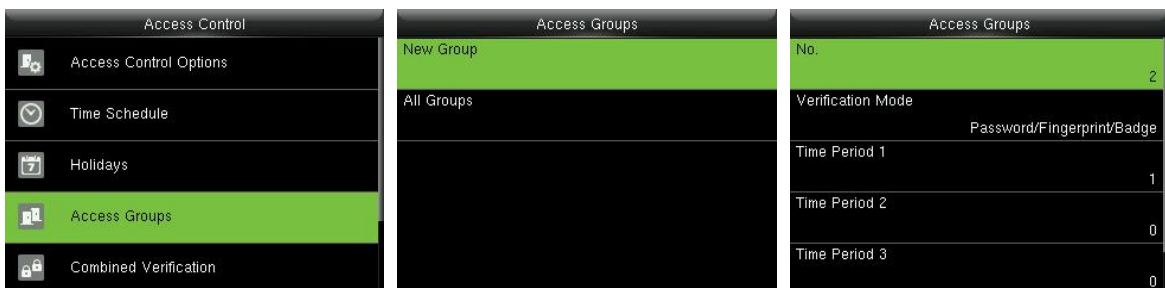 Access Control
Access Control Options
Time Schedule
7
Holidays
Access Groups
Combined Verification
Access Groups
New Group
All Groups
Access Groups
No.
2
Verification Mode
Password/Fingerprint/Badge
Time Period 1
1
Time Period 2
0
Time Period 3
0